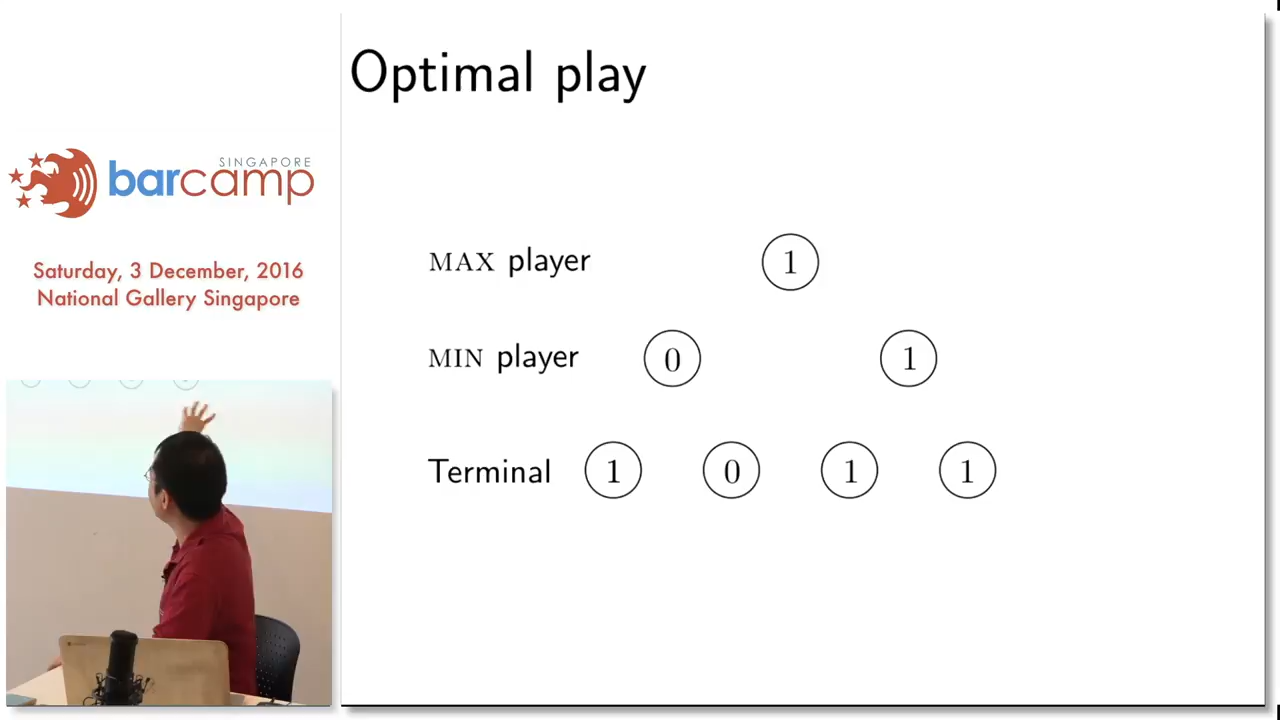 Optimal play
SINGAPORE
barcamp
Saturday, 3 December, 2016
National Gallery Singapore
MAX player 1
MIN player 0 1
Terminal 1 0 1 1